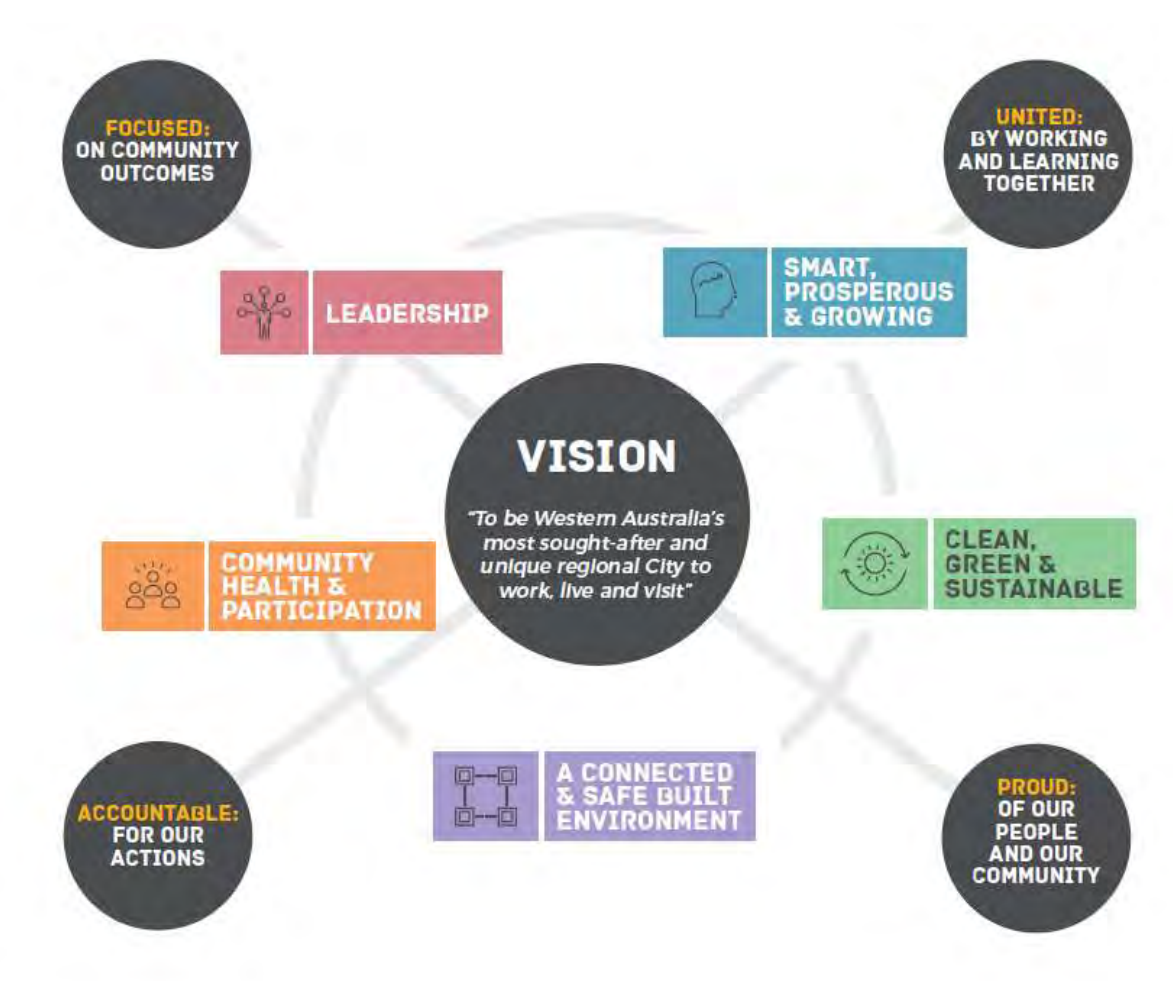 FOCUSED:
ON COMMUNITY
OUTCOMES
UNITED:
BY WORKING
AND LEARNING
TOGETHER
LEADERSHIP
SMART,
PROSPEROUS
& GROWING
VISION
"To be Western Australia's
most sought-after and
unique regional City to
work, live and visit"
COMMUNITY
HEALTH &
PARTICIPATION
CLEAN,
GREEN &
SUSTAINABLE
A CONNECTED
& SAFE BUILT
ENVIRONMENT
ACCOUNTABLE:
FOR OUR
ACTIONS
PROUD:
OF OUR
PEOPLE
AND OUR
COMMUNITY